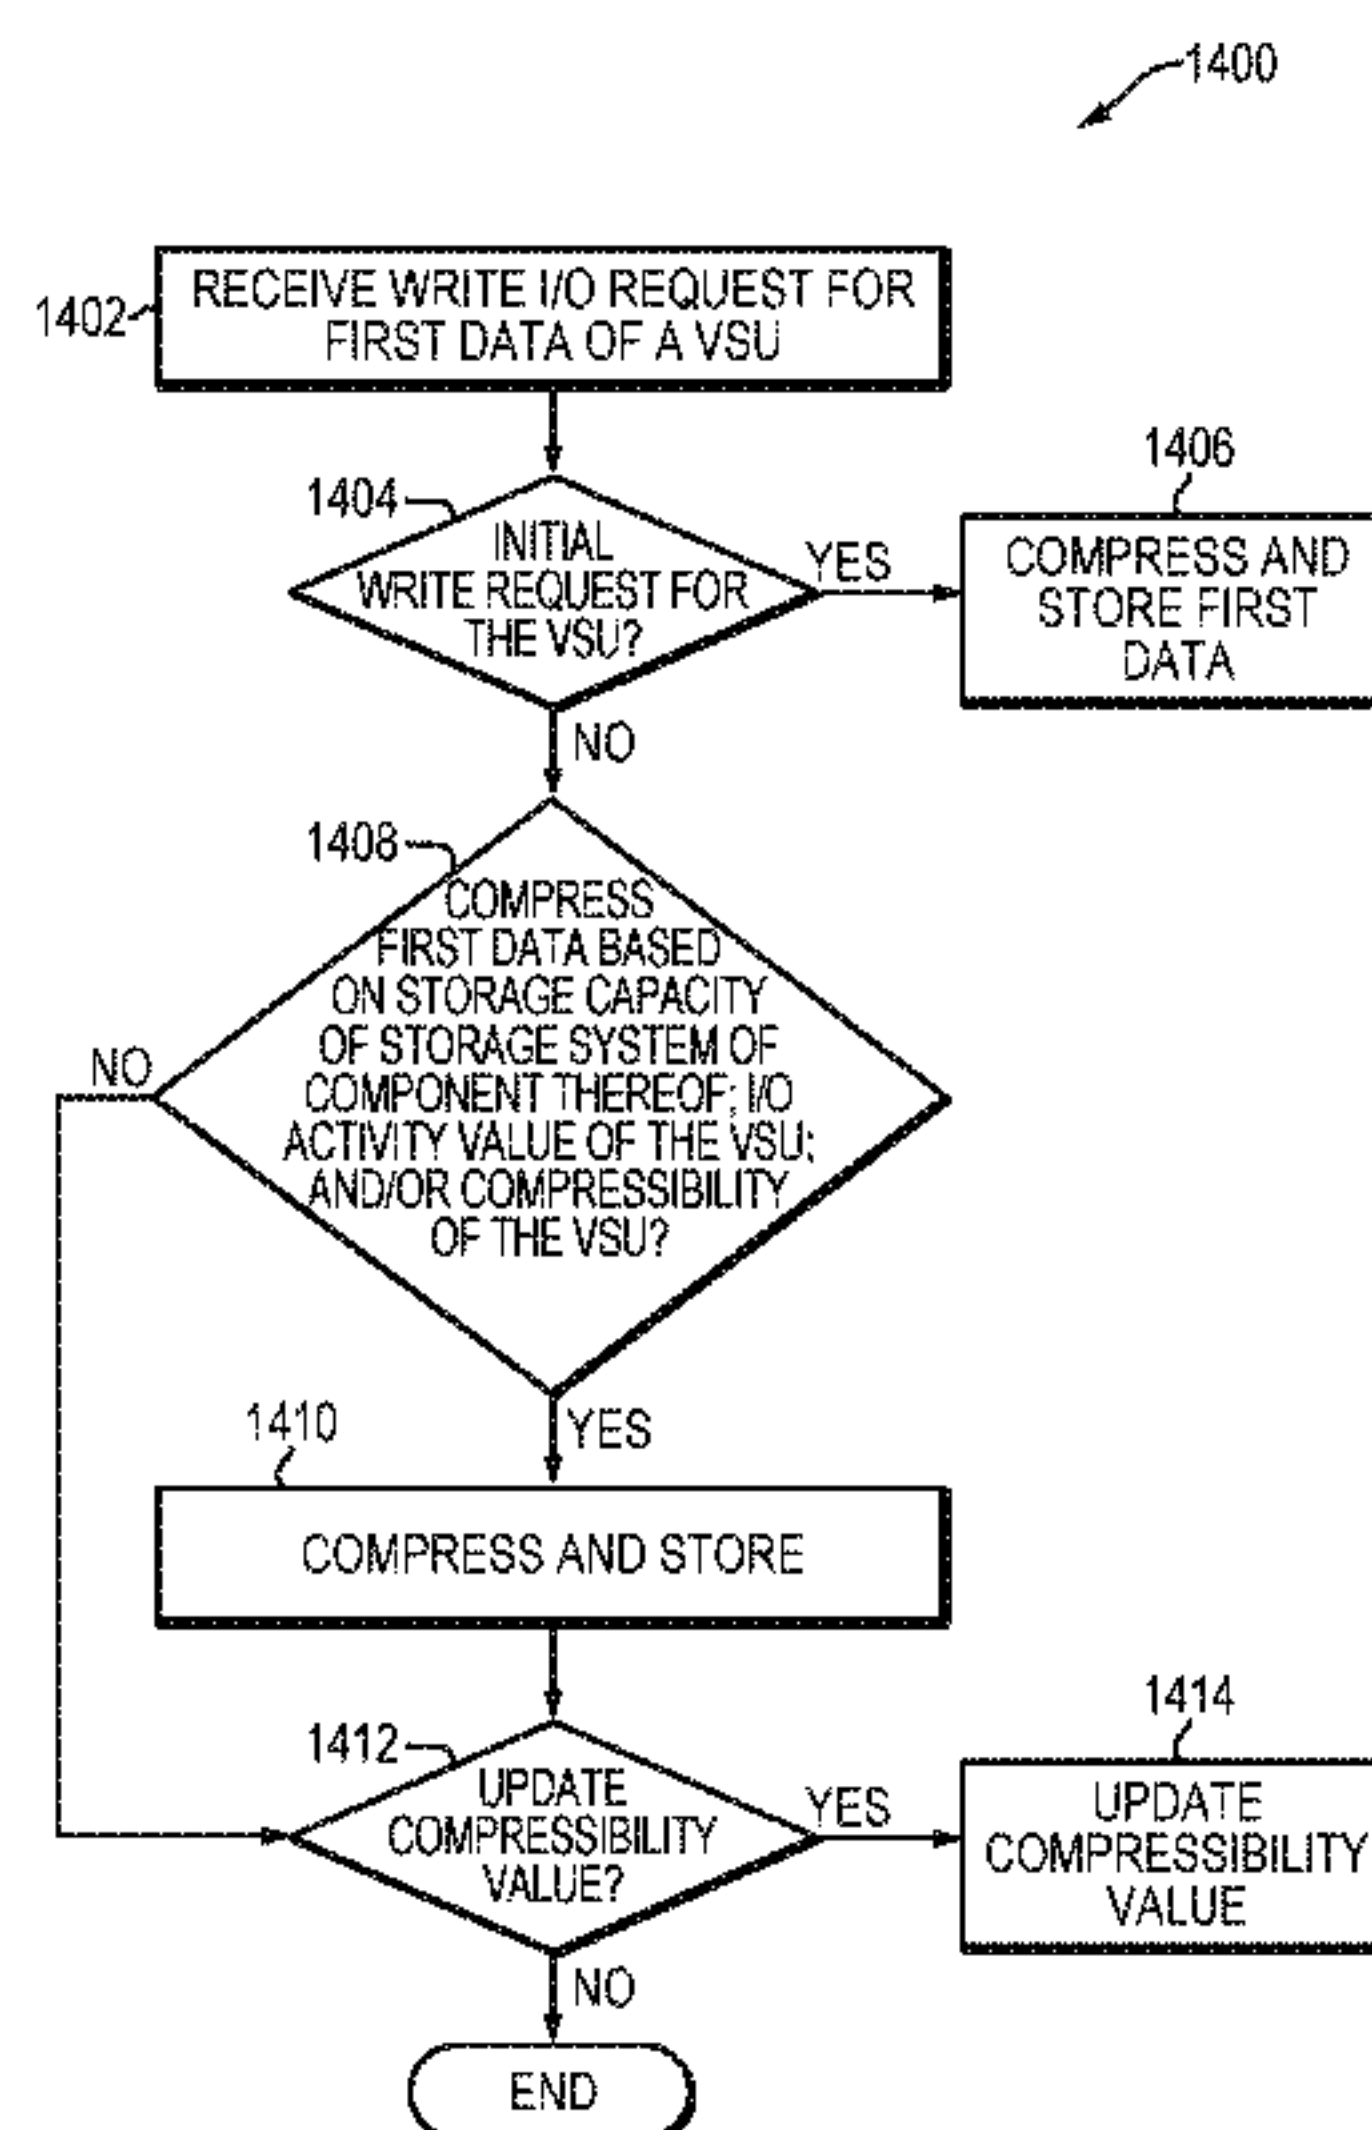 1400
1402
RECEIVE WRITE I/O REQUEST FOR
FIRST DATA OF A VSU
1404
INITIAL
WRITE REQUEST FOR
THE VSU?
YES
1406
COMPRESS AND
STORE FIRST
DATA
NO
1408
COMPRESS
FIRST DATA BASED
ON STORAGE CAPACITY
OF STORAGE SYSTEM OF
COMPONENT THEREOF; I/O
ACTIVITY VALUE OF THE VSU;
AND/OR COMPRESSIBILITY
OF THE VSU?
NO
YES
1410
COMPRESS AND STORE
1412
UPDATE
COMPRESSIBILITY
VALUE?
YES
1414
UPDATE
COMPRESSIBILITY
VALUE
NO
END